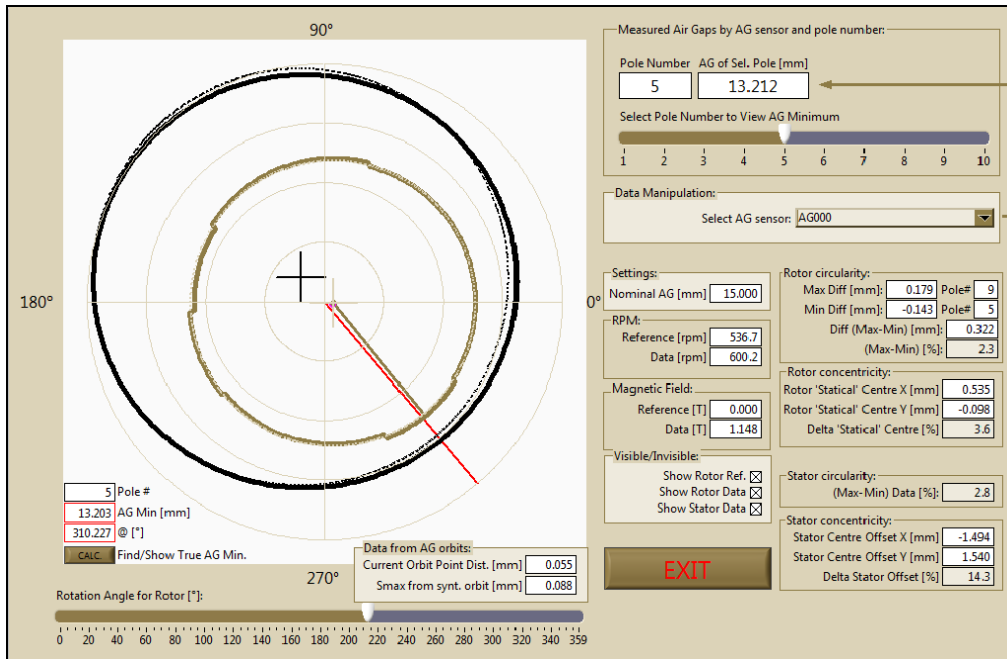 90°
180°
0°
270°
5 Pole #
13.203 AG Min [mm]
310.227 @ [°]
CALC. Find/Show True AG Min.
Data from AG orbits:
Current Orbit Point Dist. [mm] 0.055
Smax from synt. orbit [mm] 0.088
Rotation Angle for Rotor [°]:
0 20 40 60 80 100 120 140 160 180 200 220 240 260 280 300 320 359
Measured Air Gaps by AG sensor and pole number:
Pole Number AG of Sel. Pole [mm]
5 13.212
Select Pole Number to View AG Minimum
1 2 3 4 5 6 7 8 9 10
Data Manipulation:
Select AG sensor: AG000
Settings:
Nominal AG [mm] 15.000
RPM:
Reference [rpm] 536.7
Data [rpm] 600.2
Magnetic Field:
Reference [T] 0.000
Data [T] 1.148
Visible/Invisible:
Show Rotor Ref.
Show Rotor Data
Show Stator Data
EXIT
Rotor circularity:
Max Diff [mm]: 0.179 Pole# 9
Min Diff [mm]: -0.143 Pole# 5
Diff (Max-Min) [mm]: 0.322
(Max-Min) [%]: 2.3
Rotor concentricity:
Rotor 'Statical' Centre X [mm] 0.535
Rotor 'Statical' Centre Y [mm] -0.098
Delta 'Statical' Centre [%] 3.6
Stator circularity:
(Max-Min) Data [%]: 2.8
Stator concentricity:
Stator Centre Offset X [mm] -1.494
Stator Centre Offset Y [mm] 1.540
Delta Stator Offset [%] 14.3